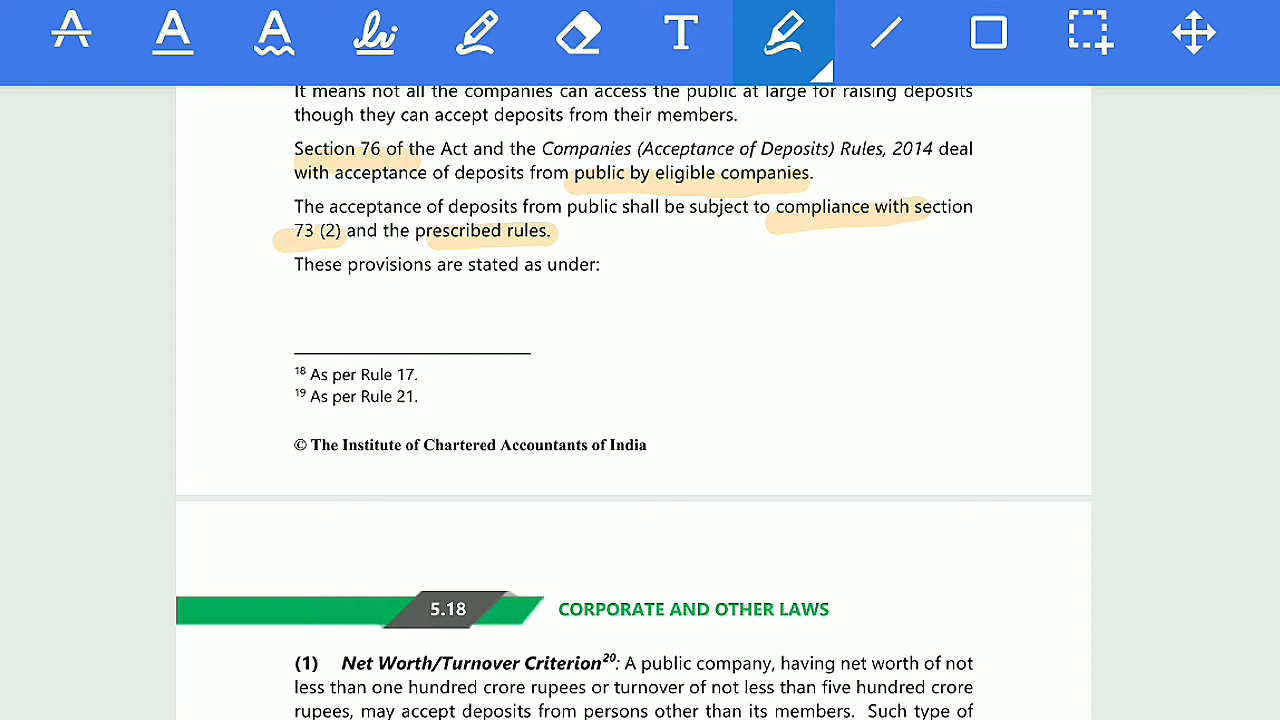 It means not all the companies can access the public at large for raising deposits
though they can accept deposits from their members.
Section 76 of the Act and the Companies (Acceptance of Deposits) Rules, 2014 deal
with acceptance of deposits from public by eligible companies.
The acceptance of deposits from public shall be subject to compliance with section
73 (2) and the prescribed rules.
These provisions are stated as under:
18 As per Rule 17.
19 As per Rule 21.
© The Institute of Chartered Accountants of India
5.18 CORPORATE AND OTHER LAWS
(1) Net Worth/Turnover Criterion20: A public company, having net worth of not
less than one hundred crore rupees or turnover of not less than five hundred crore
rupees, may accept deposits from persons other than its members. Such type of